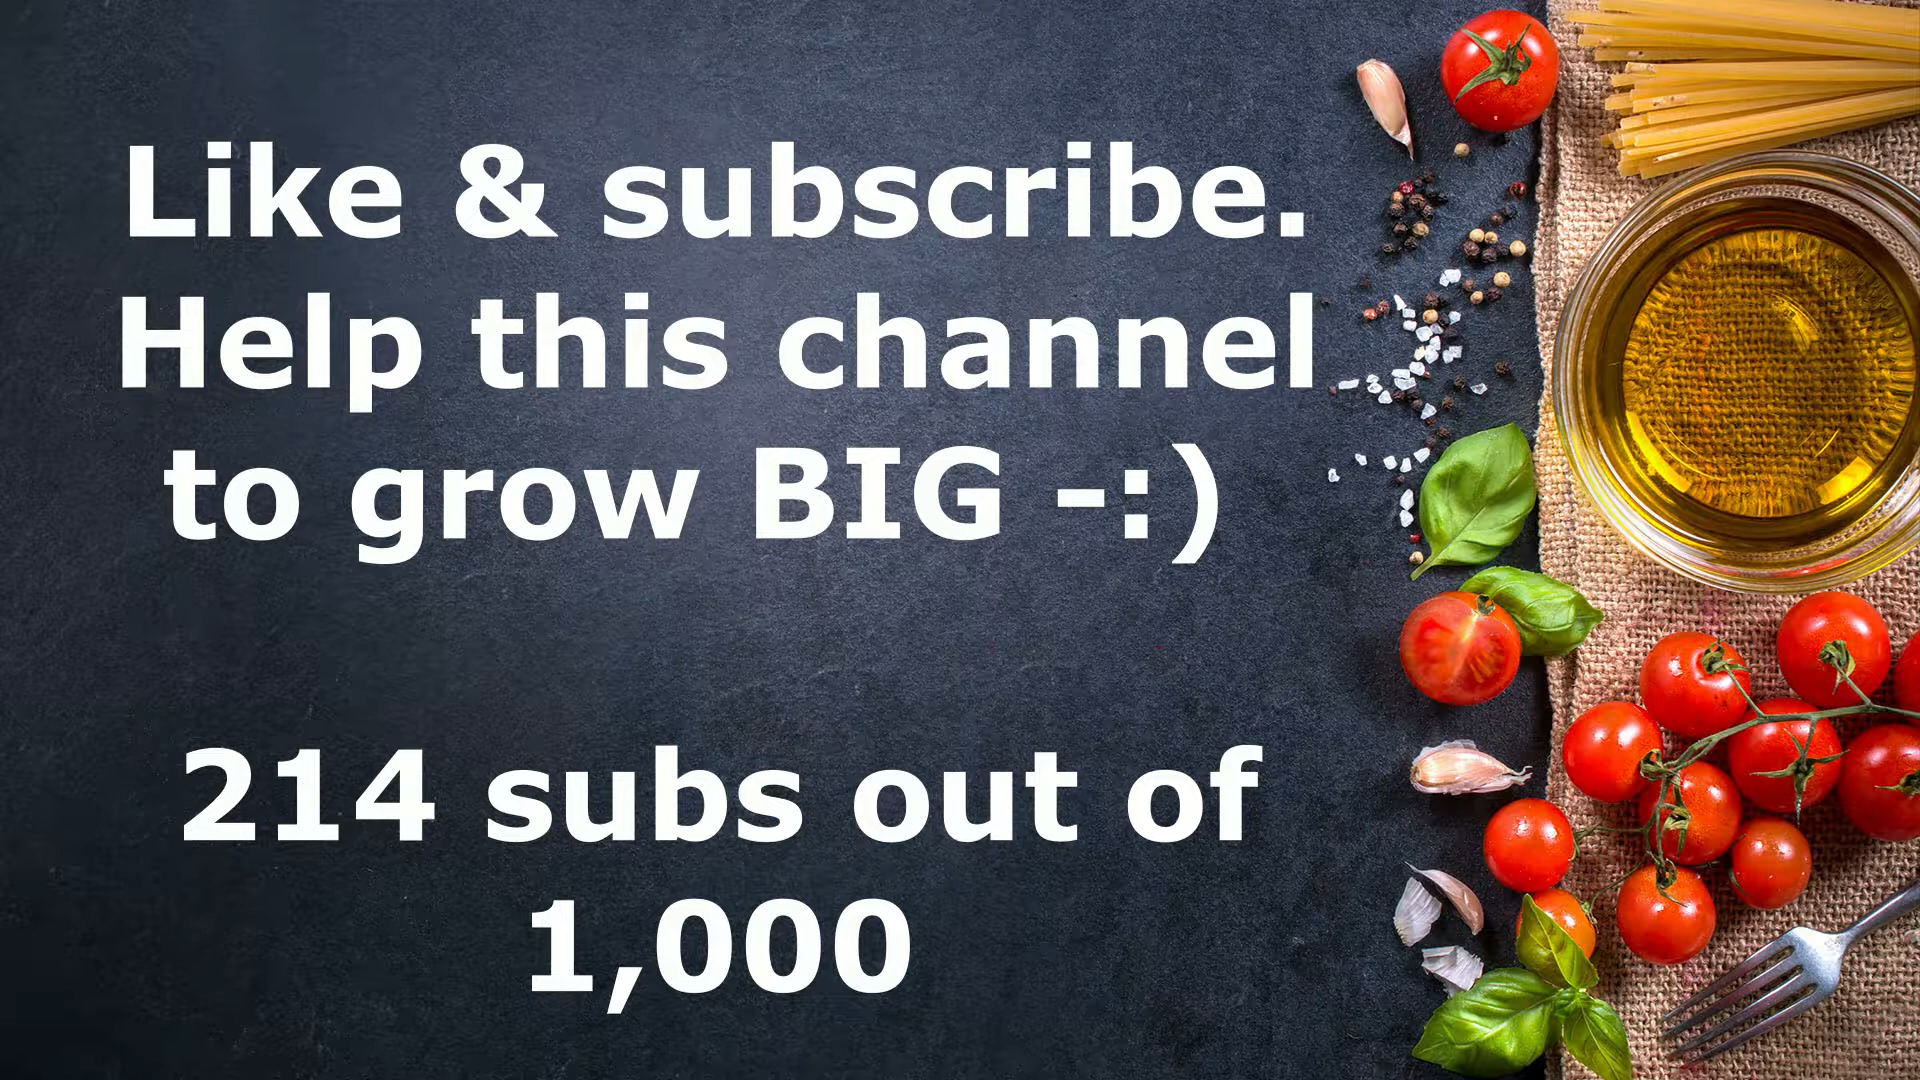 Like & subscribe.
Help this channel
to grow BIG -:)
214 subs out of
1,000